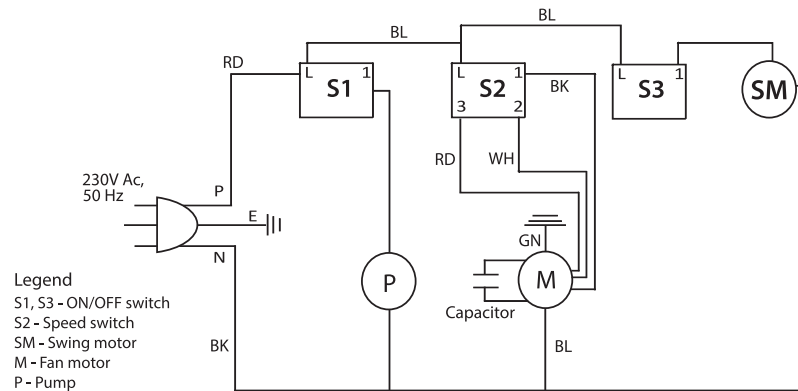 BL
BL
RD
L 1
S1
L 1
S2
3 2
BK
L 1
S3
SM
RD
WH
230V Ac,
50 Hz
P
E
N
GN
P
M
Capacitor
BK
BL
Legend
S1, S3 - ON/OFF switch
S2 - Speed switch
SM - Swing motor
M - Fan motor
P - Pump